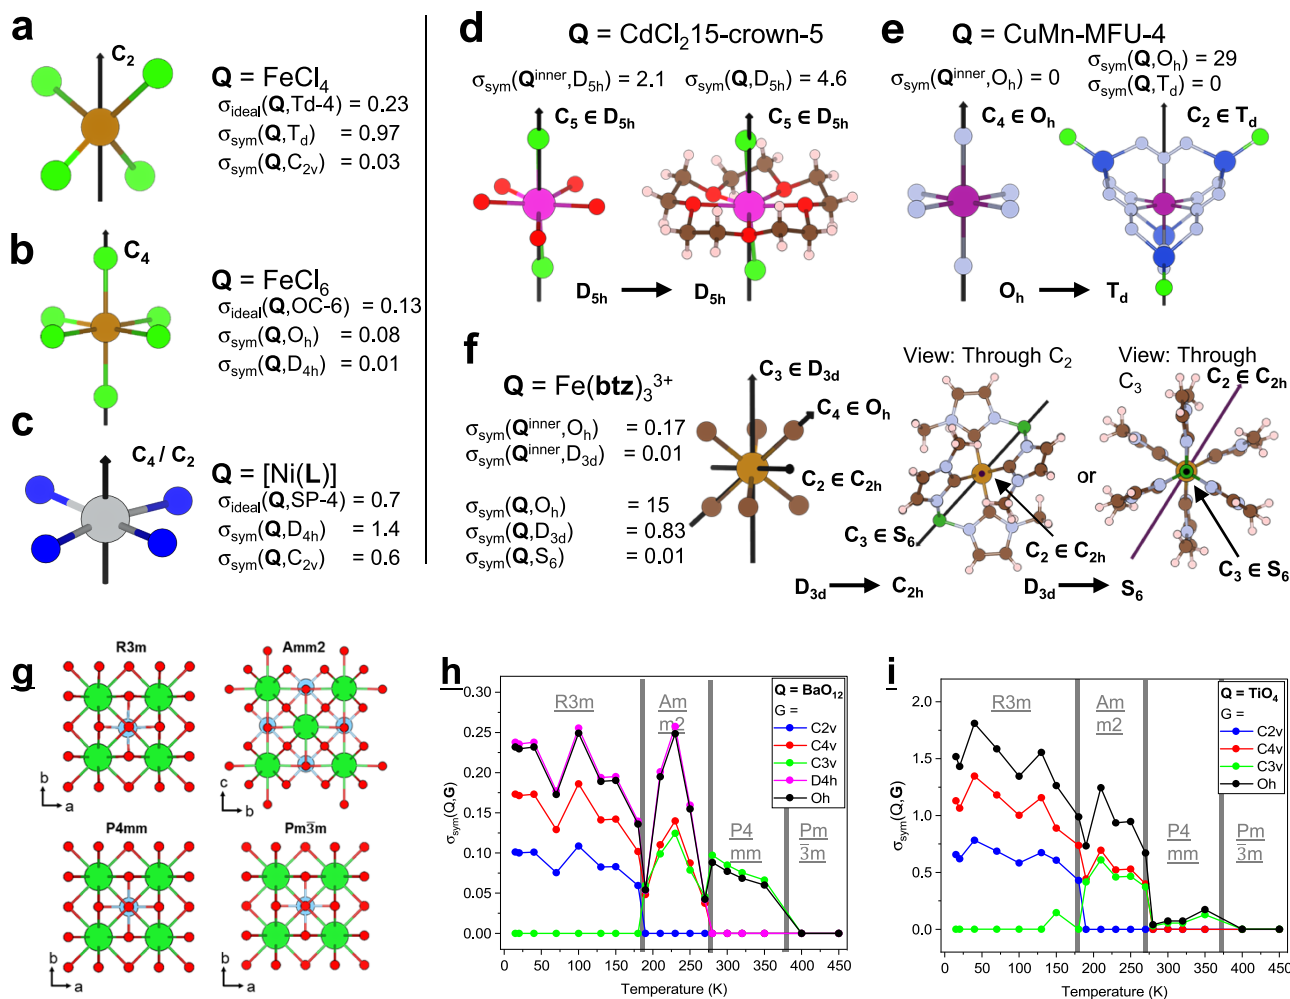 a
C₂
Q = FeCl₄
σideal(Q,Td-4) = 0.23
σsym(Q,Td) = 0.97
σsym(Q,C2v) = 0.03
b
C₄
Q = FeCl₆
σideal(Q,OC-6) = 0.13
σsym(Q,Oh) = 0.08
σsym(Q,D4h) = 0.01
c
C₄ / C₂
Q = [Ni(L)]
σideal(Q,SP-4) = 0.7
σsym(Q,D4h) = 1.4
σsym(Q,C2v) = 0.6
d
Q = CdCl₂15-crown-5
σsym(Qinner,D5h) = 2.1
σsym(Q,D5h) = 4.6
C₅ ∈ D5h
C₅ ∈ D5h
D5h
D5h
e
Q = CuMn-MFU-4
σsym(Qinner,Oh) = 0
σsym(Q,Oh) = 29
σsym(Q,Td) = 0
C₄ ∈ Oh
C₂ ∈ Td
Oh
Td
f
Q = Fe(btz)₃³⁺
σsym(Qinner,Oh) = 0.17
σsym(Qinner,D3d) = 0.01
σsym(Q,Oh) = 15
σsym(Q,D3d) = 0.83
σsym(Q,S₆) = 0.01
C₃ ∈ D3d
C₄ ∈ Oh
C₂ ∈ C2h
View: Through C₂
C₃ ∈ S₆
C₂ ∈ C2h
or
View: Through
C₃
C₂ ∈ C2h
C₃ ∈ S₆
D3d
C2h
D3d
S₆
g
R3m
b
a
Amm2
c
b
P4mm
b
a
Pm3̅m
b
a
h
σsym(Q,G)
0.30
0.25
0.20
0.15
0.10
0.05
0.00
R3m
Am
m2
P4
mm
Pm
3̅m
Q = BaO₁₂
G =
C2v
C4v
C3v
D4h
Oh
0 50 100 150 200 250 300 350 400 450
Temperature (K)
i
σsym(Q,G)
2.0
1.5
1.0
0.5
0.0
R3m
Am
m2
P4
mm
Pm
3̅m
Q = TiO₄
G =
C2v
C4v
C3v
Oh
0 50 100 150 200 250 300 350 400 450
Temperature (K)